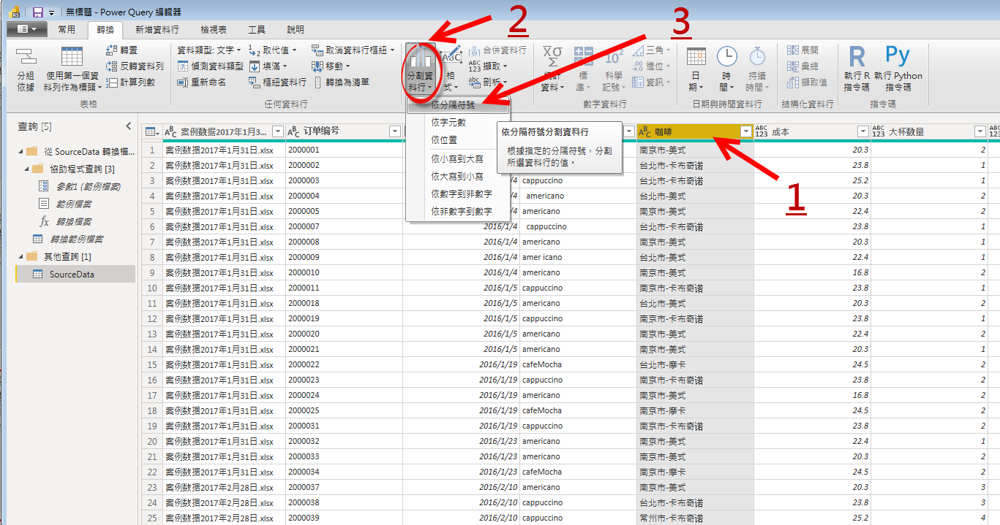 無標題 - Power Query 編輯器
常用 轉換 新增資料行 檢視表 工具 說明
2
3
分組依據
使用第一個資料列作為標頭
轉置
反轉資料列
計算列數
表格
資料類型: 文字
偵測資料類型
重新命名
取代值
填滿
樞紐資料行
取消資料行樞紐
移動
轉換為清單
任何資料行
分割資料行
格式
合併資料行
擷取
剖析
統計資料
標準
科學記號
三角
進位
資訊
數字資料行
日期
時間
持續時間
日期與時間資料行
展開
彙總
擷取值
結構化資料行
R
執行 R 指令碼
Py
執行 Python 指令碼
指令碼
依分隔符號
依字元數
依位置
依小寫到大寫
依大寫到小寫
依數字到非數字
依非數字到數字
依分隔符號分割資料行
根據指定的分隔符號，分割
所選資料行的值。
1
查詢 [5]
從 SourceData 轉換檔...
協助程式查詢 [3]
參數1 (範例檔案)
範例檔案
fx 轉換檔案
轉換範例檔案
其他查詢 [1]
SourceData
案例数据2017年1月3... 订单编号 咖啡 成本 大杯数量
1 案例数据2017年1月31日.xlsx 2000001 南京市-美式 20.3 2
2 案例数据2017年1月31日.xlsx 2000002 台北市-卡布奇诺 23.8 1
3 案例数据2017年1月31日.xlsx 2000003 /4 cappuccino 台北市-卡布奇诺 25.2 1
4 案例数据2017年1月31日.xlsx 2000004 /4 americano 台北市-美式 20.3 2
5 案例数据2017年1月31日.xlsx 2000005 /4 americano 南京市-美式 22.4 2
6 案例数据2017年1月31日.xlsx 2000007 2016/1/4 cappuccino 台北市-卡布奇诺 23.8 1
7 案例数据2017年1月31日.xlsx 2000008 2016/1/4 americano 南京市-美式 20.3 1
8 案例数据2017年1月31日.xlsx 2000009 2016/1/4 amer icano 台北市-美式 22.4 1
9 案例数据2017年1月31日.xlsx 2000010 2016/1/4 americano 南京市-美式 16.8 2
10 案例数据2017年1月31日.xlsx 2000011 2016/1/5 cappuccino 南京市-卡布奇诺 23.8 1
11 案例数据2017年1月31日.xlsx 2000018 2016/1/5 americano 台北市-美式 20.3 2
12 案例数据2017年1月31日.xlsx 2000019 2016/1/5 cappuccino 南京市-卡布奇诺 23.8 1
13 案例数据2017年1月31日.xlsx 2000020 2016/1/5 americano 南京市-美式 22.4 2
14 案例数据2017年1月31日.xlsx 2000021 2016/1/5 americano 南京市-美式 20.3 1
15 案例数据2017年1月31日.xlsx 2000022 2016/1/19 cafeMocha 台北市-摩卡 24.5 2
16 案例数据2017年1月31日.xlsx 2000023 2016/1/19 cappuccino 南京市-卡布奇诺 23.8 2
17 案例数据2017年1月31日.xlsx 2000024 2016/1/19 americano 南京市-美式 16.8 2
18 案例数据2017年1月31日.xlsx 2000025 2016/1/19 cafeMocha 南京市-摩卡 24.5 2
19 案例数据2017年1月31日.xlsx 2000031 2016/1/19 cappuccino 南京市-卡布奇诺 23.8 2
20 案例数据2017年1月31日.xlsx 2000032 2016/1/23 americano 南京市-美式 22.4 1
21 案例数据2017年1月31日.xlsx 2000033 2016/1/23 americano 南京市-美式 20.3 2
22 案例数据2017年1月31日.xlsx 2000034 2016/1/23 cafeMocha 南京市-摩卡 24.5 2
23 案例数据2017年2月28日.xlsx 2000037 2016/2/10 americano 南京市-美式 20.3 3
24 案例数据2017年2月28日.xlsx 2000038 2016/2/10 cappuccino 台北市-卡布奇诺 23.8 3
25 案例数据2017年2月28日.xlsx 2000039 2016/2/10 cappuccino 常州市-卡布奇诺 25.2 4